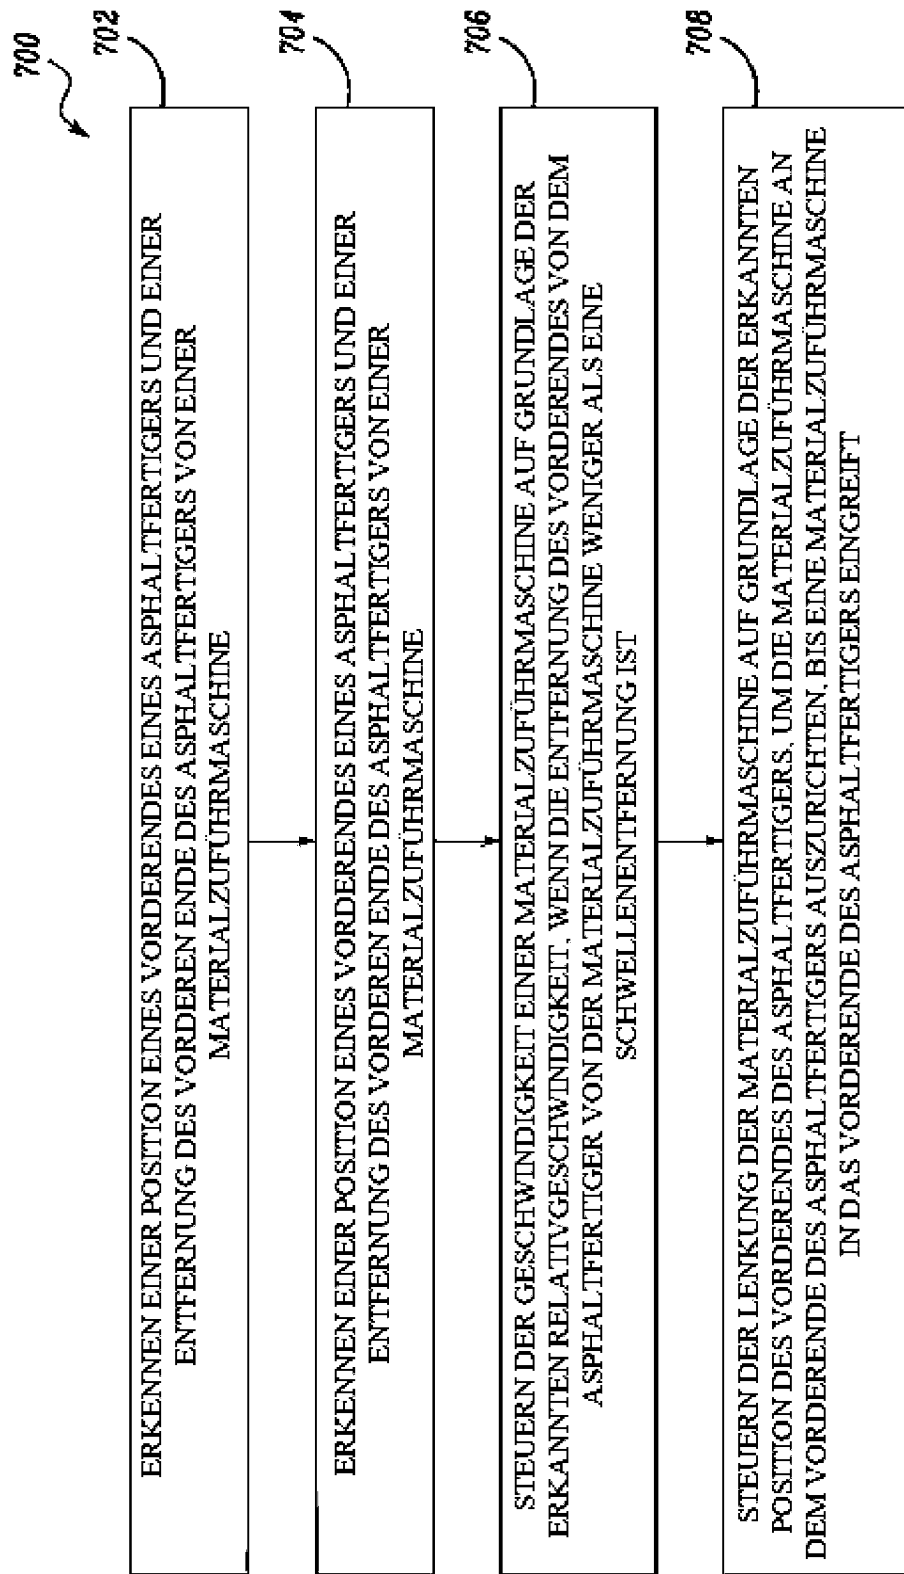 700
702
ERKENNEN EINER POSITION EINES VORDERENDES EINES ASPHALTFERTIGERS UND EINER
ENTFERNUNG DES VORDEREN ENDE DES ASPHALTFERTIGERS VON EINER
MATERIALZUFÜHRMASCHINE
704
ERKENNEN EINER POSITION EINES VORDERENDES EINES ASPHALTFERTIGERS UND EINER
ENTFERNUNG DES VORDEREN ENDE DES ASPHALTFERTIGERS VON EINER
MATERIALZUFÜHRMASCHINE
706
STEUERN DER GESCHWINDIGKEIT EINER MATERIALZUFÜHRMASCHINE AUF GRUNDLAGE DER
ERKANNTEN RELATIVGESCHWINDIGKEIT, WENN DIE ENTFERNUNG DES VORDERENDES VON DEM
ASPHALTFERTIGER VON DER MATERIALZUFÜHRMASCHINE WENIGER ALS EINE
SCHWELLENENTFERNUNG IST
708
STEUERN DER LENKUNG DER MATERIALZUFÜHRMASCHINE AUF GRUNDLAGE DER ERKANNTEN
POSITION DES VORDERENDES DES ASPHALTFERTIGERS, UM DIE MATERIALZUFÜHRMASCHINE AN
DEM VORDERENDE DES ASPHALTFERTIGERS AUSZURICHTEN, BIS EINE MATERIALZUFÜHRMASCHINE
IN DAS VORDERENDE DES ASPHALTFERTIGERS EINGREIFT